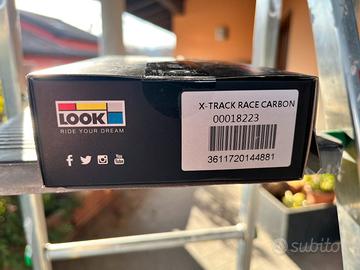 LOOK
RIDE YOUR DREAM
X-TRACK RACE CARBON
00018223
3611720144881
subito